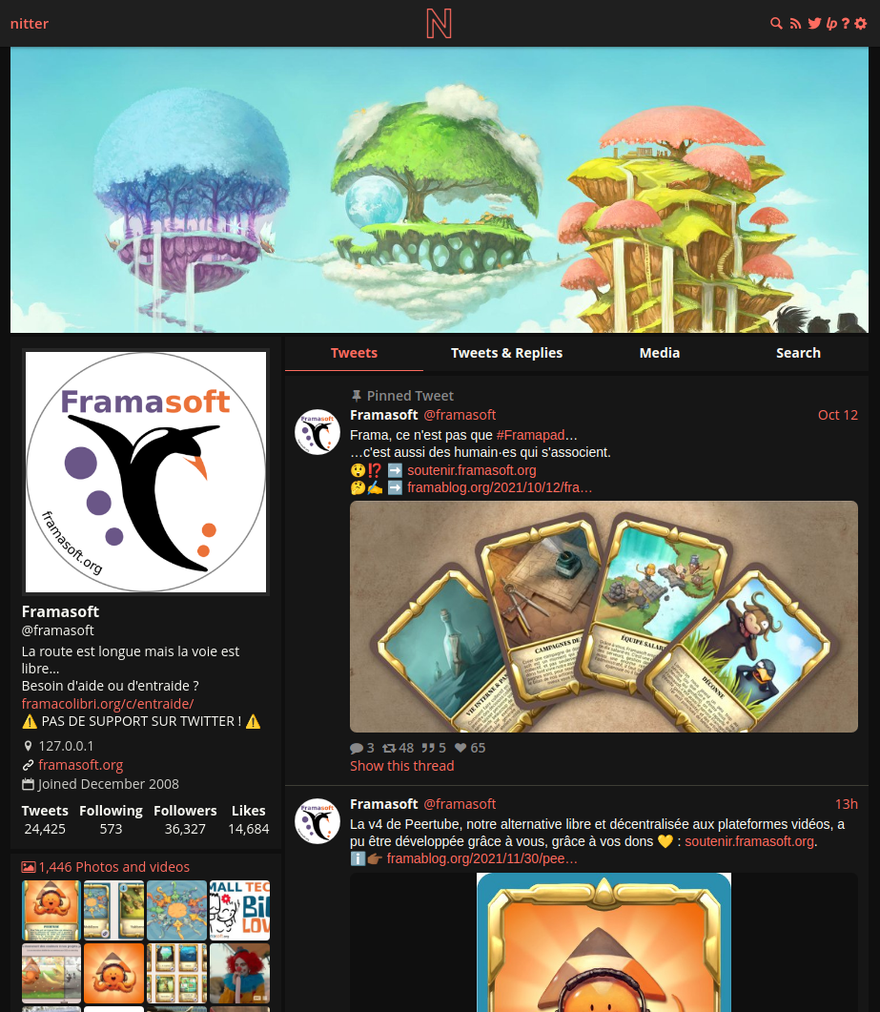 nitter
Tweets
Tweets & Replies
Media
Search
Framasoft
framasoft.org
Framasoft
@framasoft
La route est longue mais la voie est
libre...
Besoin d'aide ou d'entraide ?
framacolibri.org/c/entraide/
⚠️ PAS DE SUPPORT SUR TWITTER ! ⚠️
127.0.0.1
framasoft.org
Joined December 2008
Tweets Following Followers Likes
24,425 573 36,327 14,684
1,446 Photos and videos
Pinned Tweet
Framasoft @framasoft Oct 12
Frama, ce n'est pas que #Framapad…
…c'est aussi des human·es qui s'associent.
😲⁉️ ➡️ soutenir.framasoft.org
🤔✍️ ➡️ framablog.org/2021/10/12/fra…
CAMPAGNES DE
ÉQUIPE SALAR
VIE INTERNE &
DÉCONNE
3 48 5 65
Show this thread
Framasoft @framasoft 13h
La v4 de Peertube, notre alternative libre et décentralisée aux plateformes vidéos, a
pu être développée grâce à vous, grâce à vos dons 💛 : soutenir.framasoft.org.
ℹ️👉🏾 framablog.org/2021/11/30/pee…